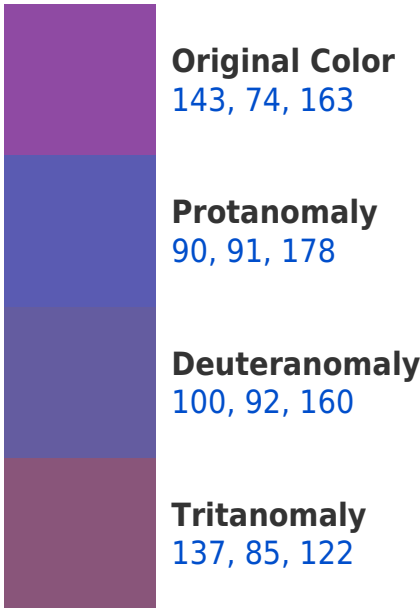 Original Color
143, 74, 163
Protanomaly
90, 91, 178
Deuteranomaly
100, 92, 160
Tritanomaly
137, 85, 122